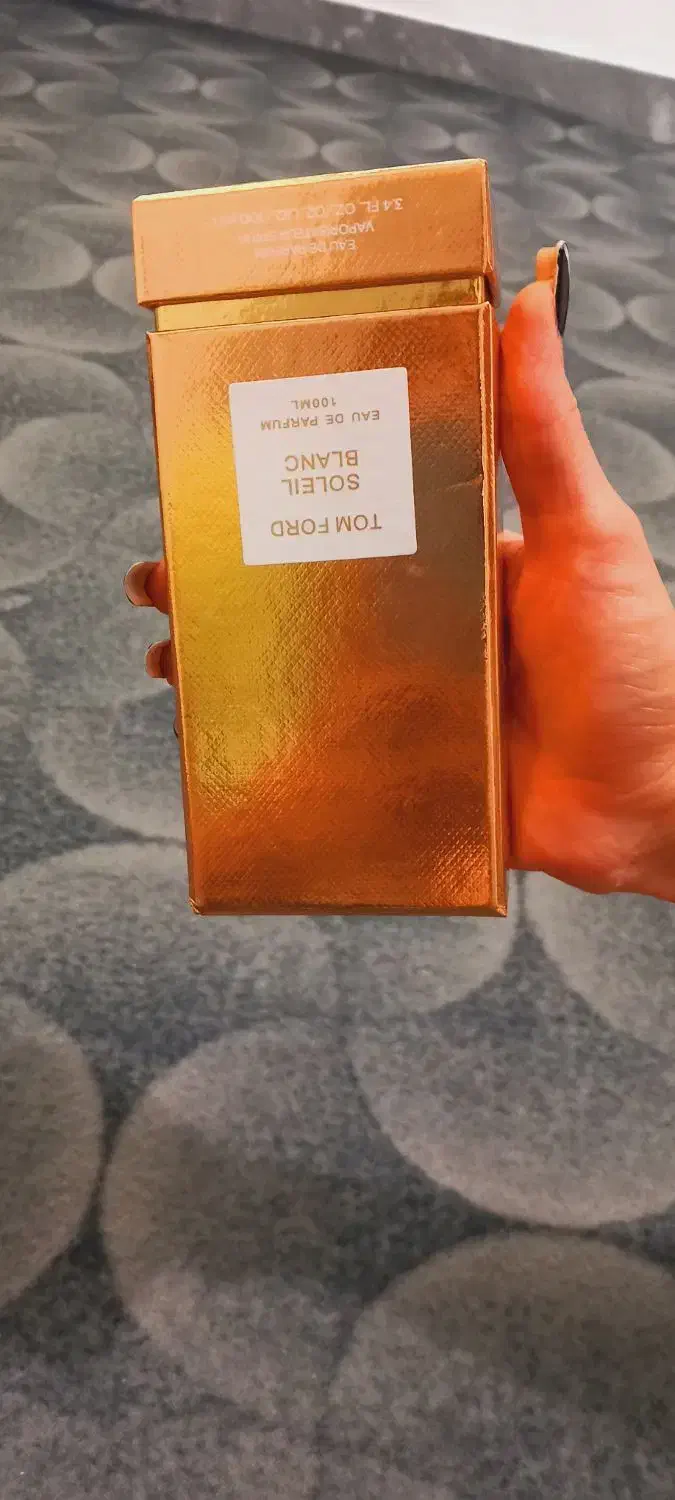 TOM FORD
SOLEIL
BLANC
EAU DE PARFUM
100ML
EAU DE PARFUM
VAPORISATEUR SPRAY
3.4 FL. OZ./OZ. LIQ./100 ml